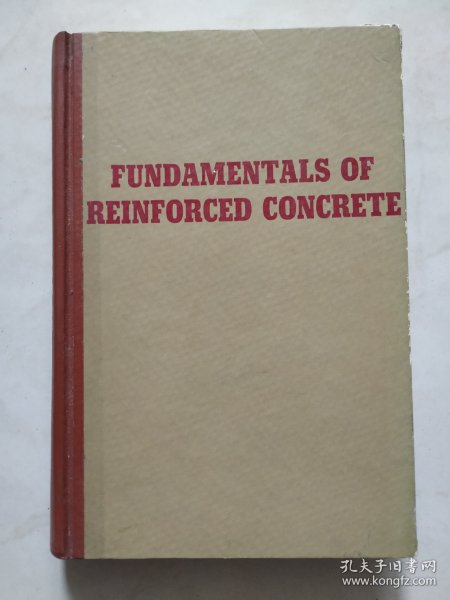 FUNDAMENTALS OF
REINFORCED CONCRETE
孔夫子旧书网
www.kongfz.com